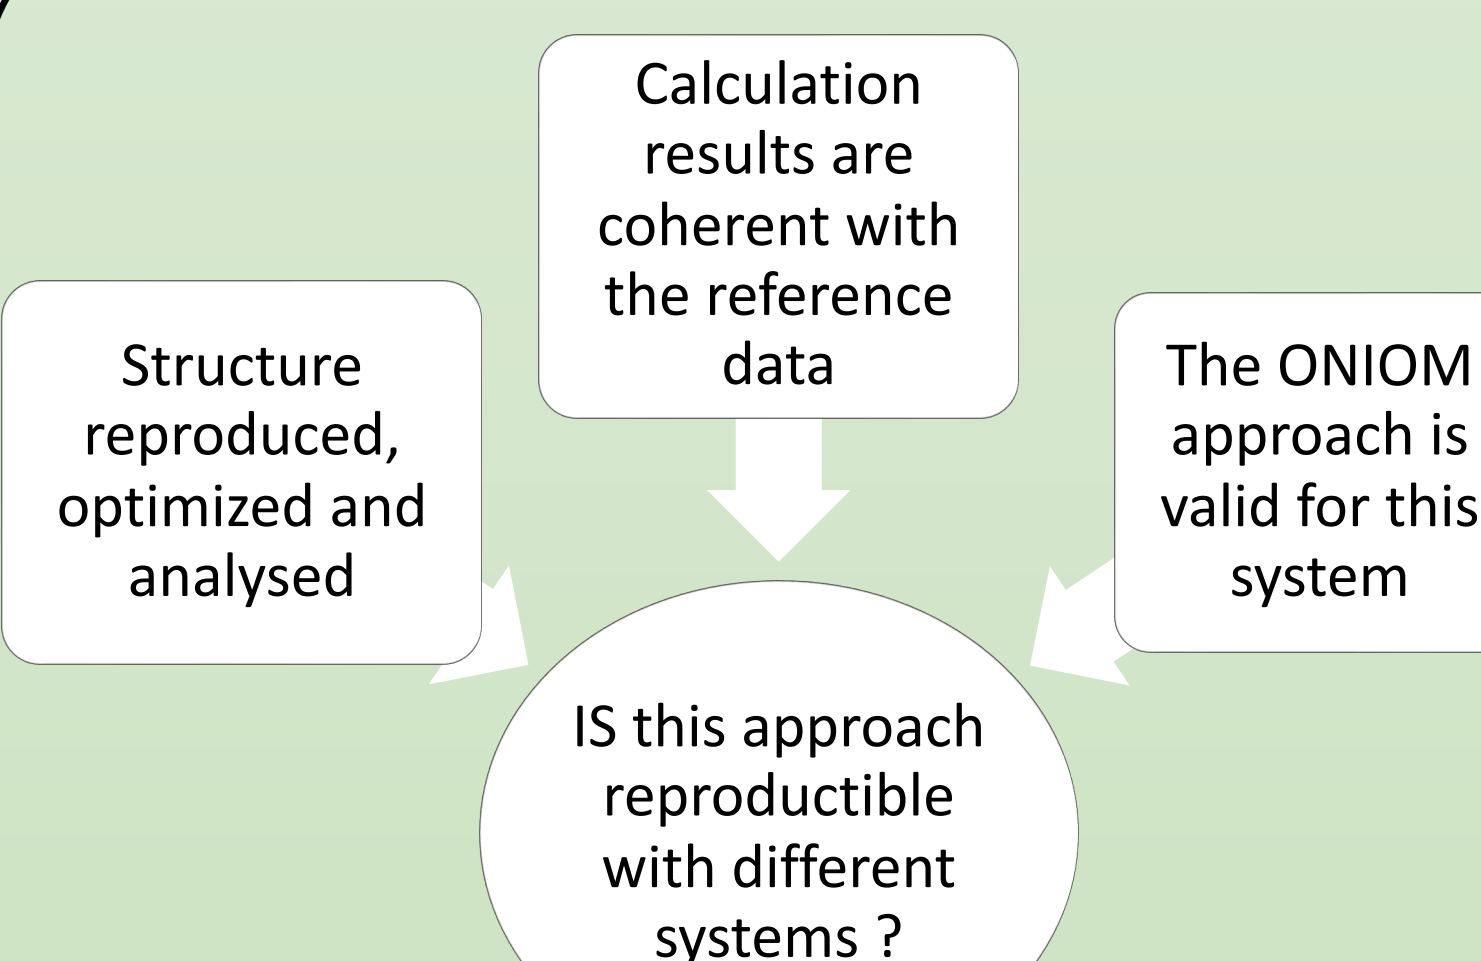 Calculation
results are
coherent with
the reference
data
Structure
reproduced,
optimized and
analysed
The ONIOM
approach is
valid for this
system
IS this approach
reproductible
with different
systems ?